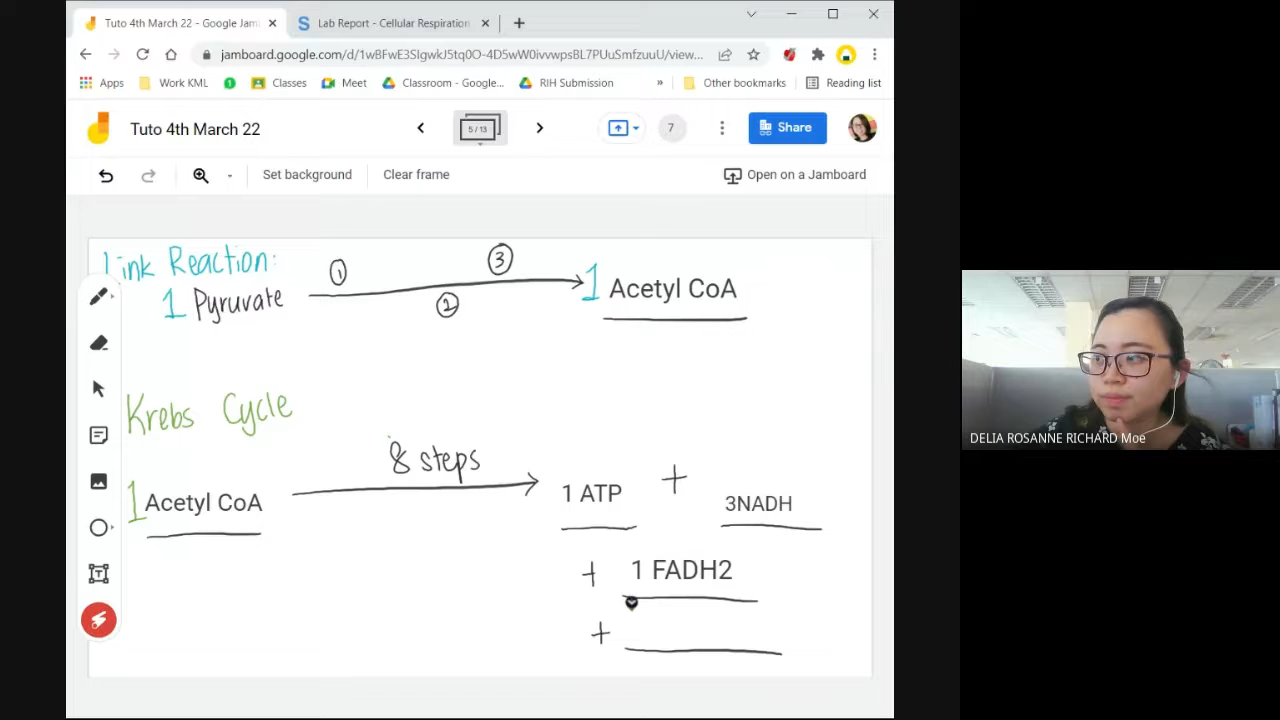 Tuto 4th March 22 - Google Jam
Lab Report - Cellular Respiration
jamboard.google.com/d/1wBFwE3SIgwkJ5tq0O-4D5wW0ivvwpsBL7PUuSmfzuuU/view...
Apps
Work KML
1
Classes
Meet
Classroom - Google...
RIH Submission
»
Other bookmarks
Reading list
Tuto 4th March 22
5 / 13
7
Share
Set background
Clear frame
Open on a Jamboard
Link Reaction:
1 Pyruvate
1
2
3
1 Acetyl CoA
Krebs Cycle
8 steps
1 Acetyl CoA
1 ATP + 3NADH
+ 1 FADH2
+
DELIA ROSANNE RICHARD Moe